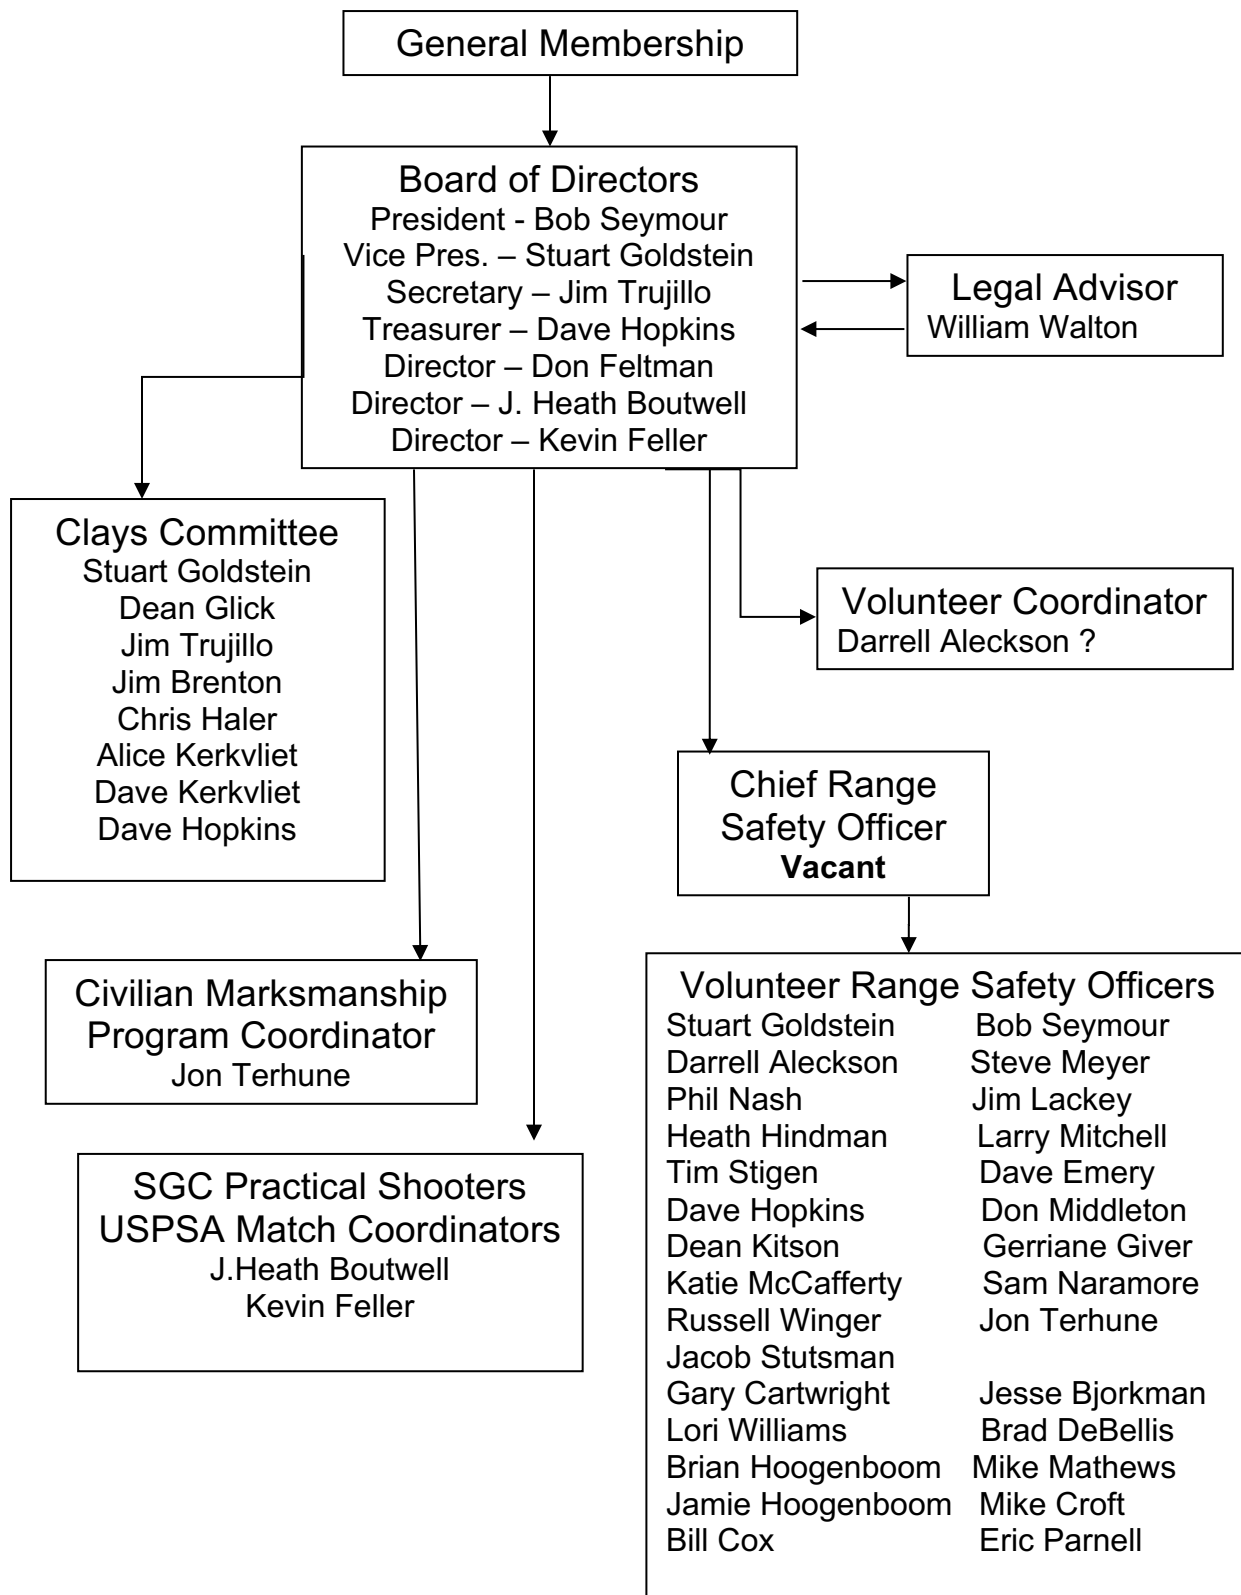 General Membership
Board of Directors
President - Bob Seymour
Vice Pres. – Stuart Goldstein
Secretary – Jim Trujillo
Treasurer – Dave Hopkins
Director – Don Feltman
Director – J. Heath Boutwell
Director – Kevin Feller
Legal Advisor
William Walton
Clays Committee
Stuart Goldstein
Dean Glick
Jim Trujillo
Jim Brenton
Chris Haler
Alice Kerkvliet
Dave Kerkvliet
Dave Hopkins
Volunteer Coordinator
Darrell Aleckson ?
Chief Range
Safety Officer
Vacant
Civilian Marksmanship
Program Coordinator
Jon Terhune
SGC Practical Shooters
USPSA Match Coordinators
J.Heath Boutwell
Kevin Feller
Volunteer Range Safety Officers
Stuart Goldstein Bob Seymour
Darrell Aleckson Steve Meyer
Phil Nash Jim Lackey
Heath Hindman Larry Mitchell
Tim Stigen Dave Emery
Dave Hopkins Don Middleton
Dean Kitson Gerriane Giver
Katie McCafferty Sam Naramore
Russell Winger Jon Terhune
Jacob Stutsman
Gary Cartwright Jesse Bjorkman
Lori Williams Brad DeBellis
Brian Hoogenboom Mike Mathews
Jamie Hoogenboom Mike Croft
Bill Cox Eric Parnell